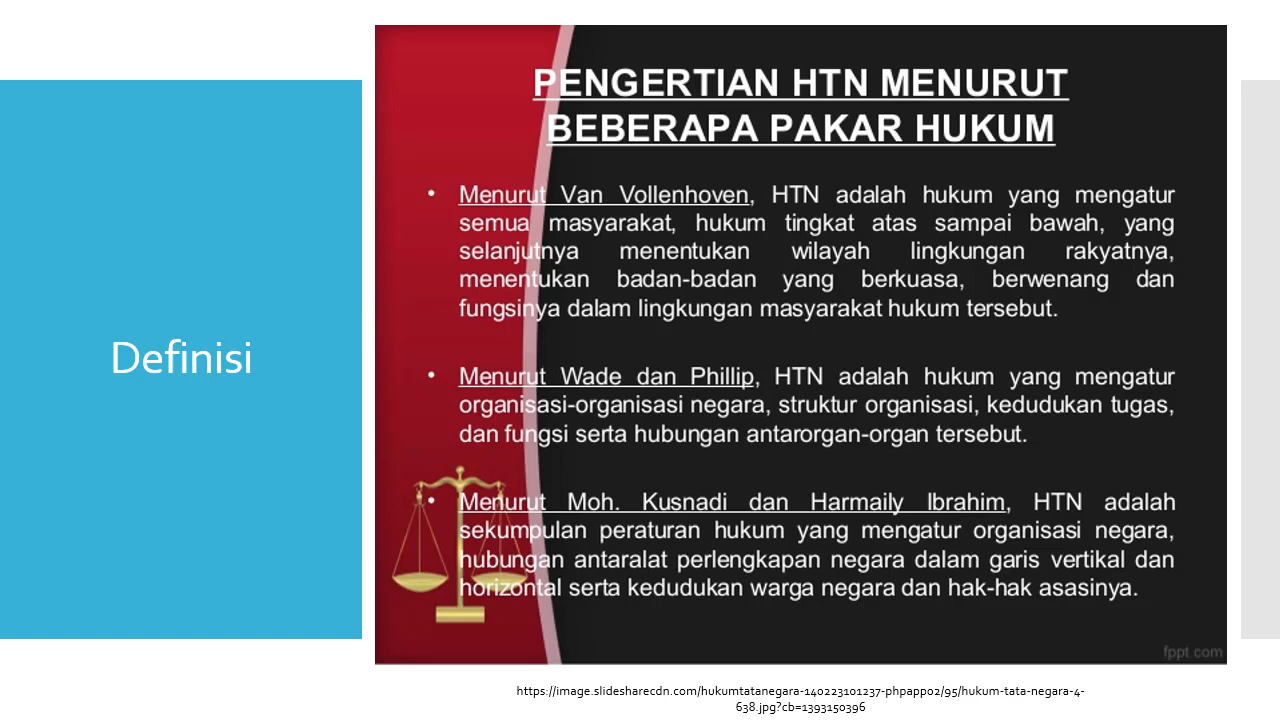 Definisi
PENGERTIAN HTN MENURUT
BEBERAPA PAKAR HUKUM
• Menurut Van Vollenhoven, HTN adalah hukum yang mengatur
semua masyarakat, hukum tingkat atas sampai bawah, yang
selanjutnya menentukan wilayah lingkungan rakyatnya,
menentukan badan-badan yang berkuasa, berwenang dan
fungsinya dalam lingkungan masyarakat hukum tersebut.
• Menurut Wade dan Phillip, HTN adalah hukum yang mengatur
organisasi-organisasi negara, struktur organisasi, kedudukan tugas,
dan fungsi serta hubungan antarorgan-organ tersebut.
• Menurut Moh. Kusnadi dan Harmaily Ibrahim, HTN adalah
sekumpulan peraturan hukum yang mengatur organisasi negara,
hubungan antaralat perlengkapan negara dalam garis vertikal dan
horizontal serta kedudukan warga negara dan hak-hak asasinya.
fppt com
https://image.slidesharecdn.com/hukumtatanegara-140223101237-phpapp02/95/hukum-tata-negara-4-
638.jpg?cb=1393150396